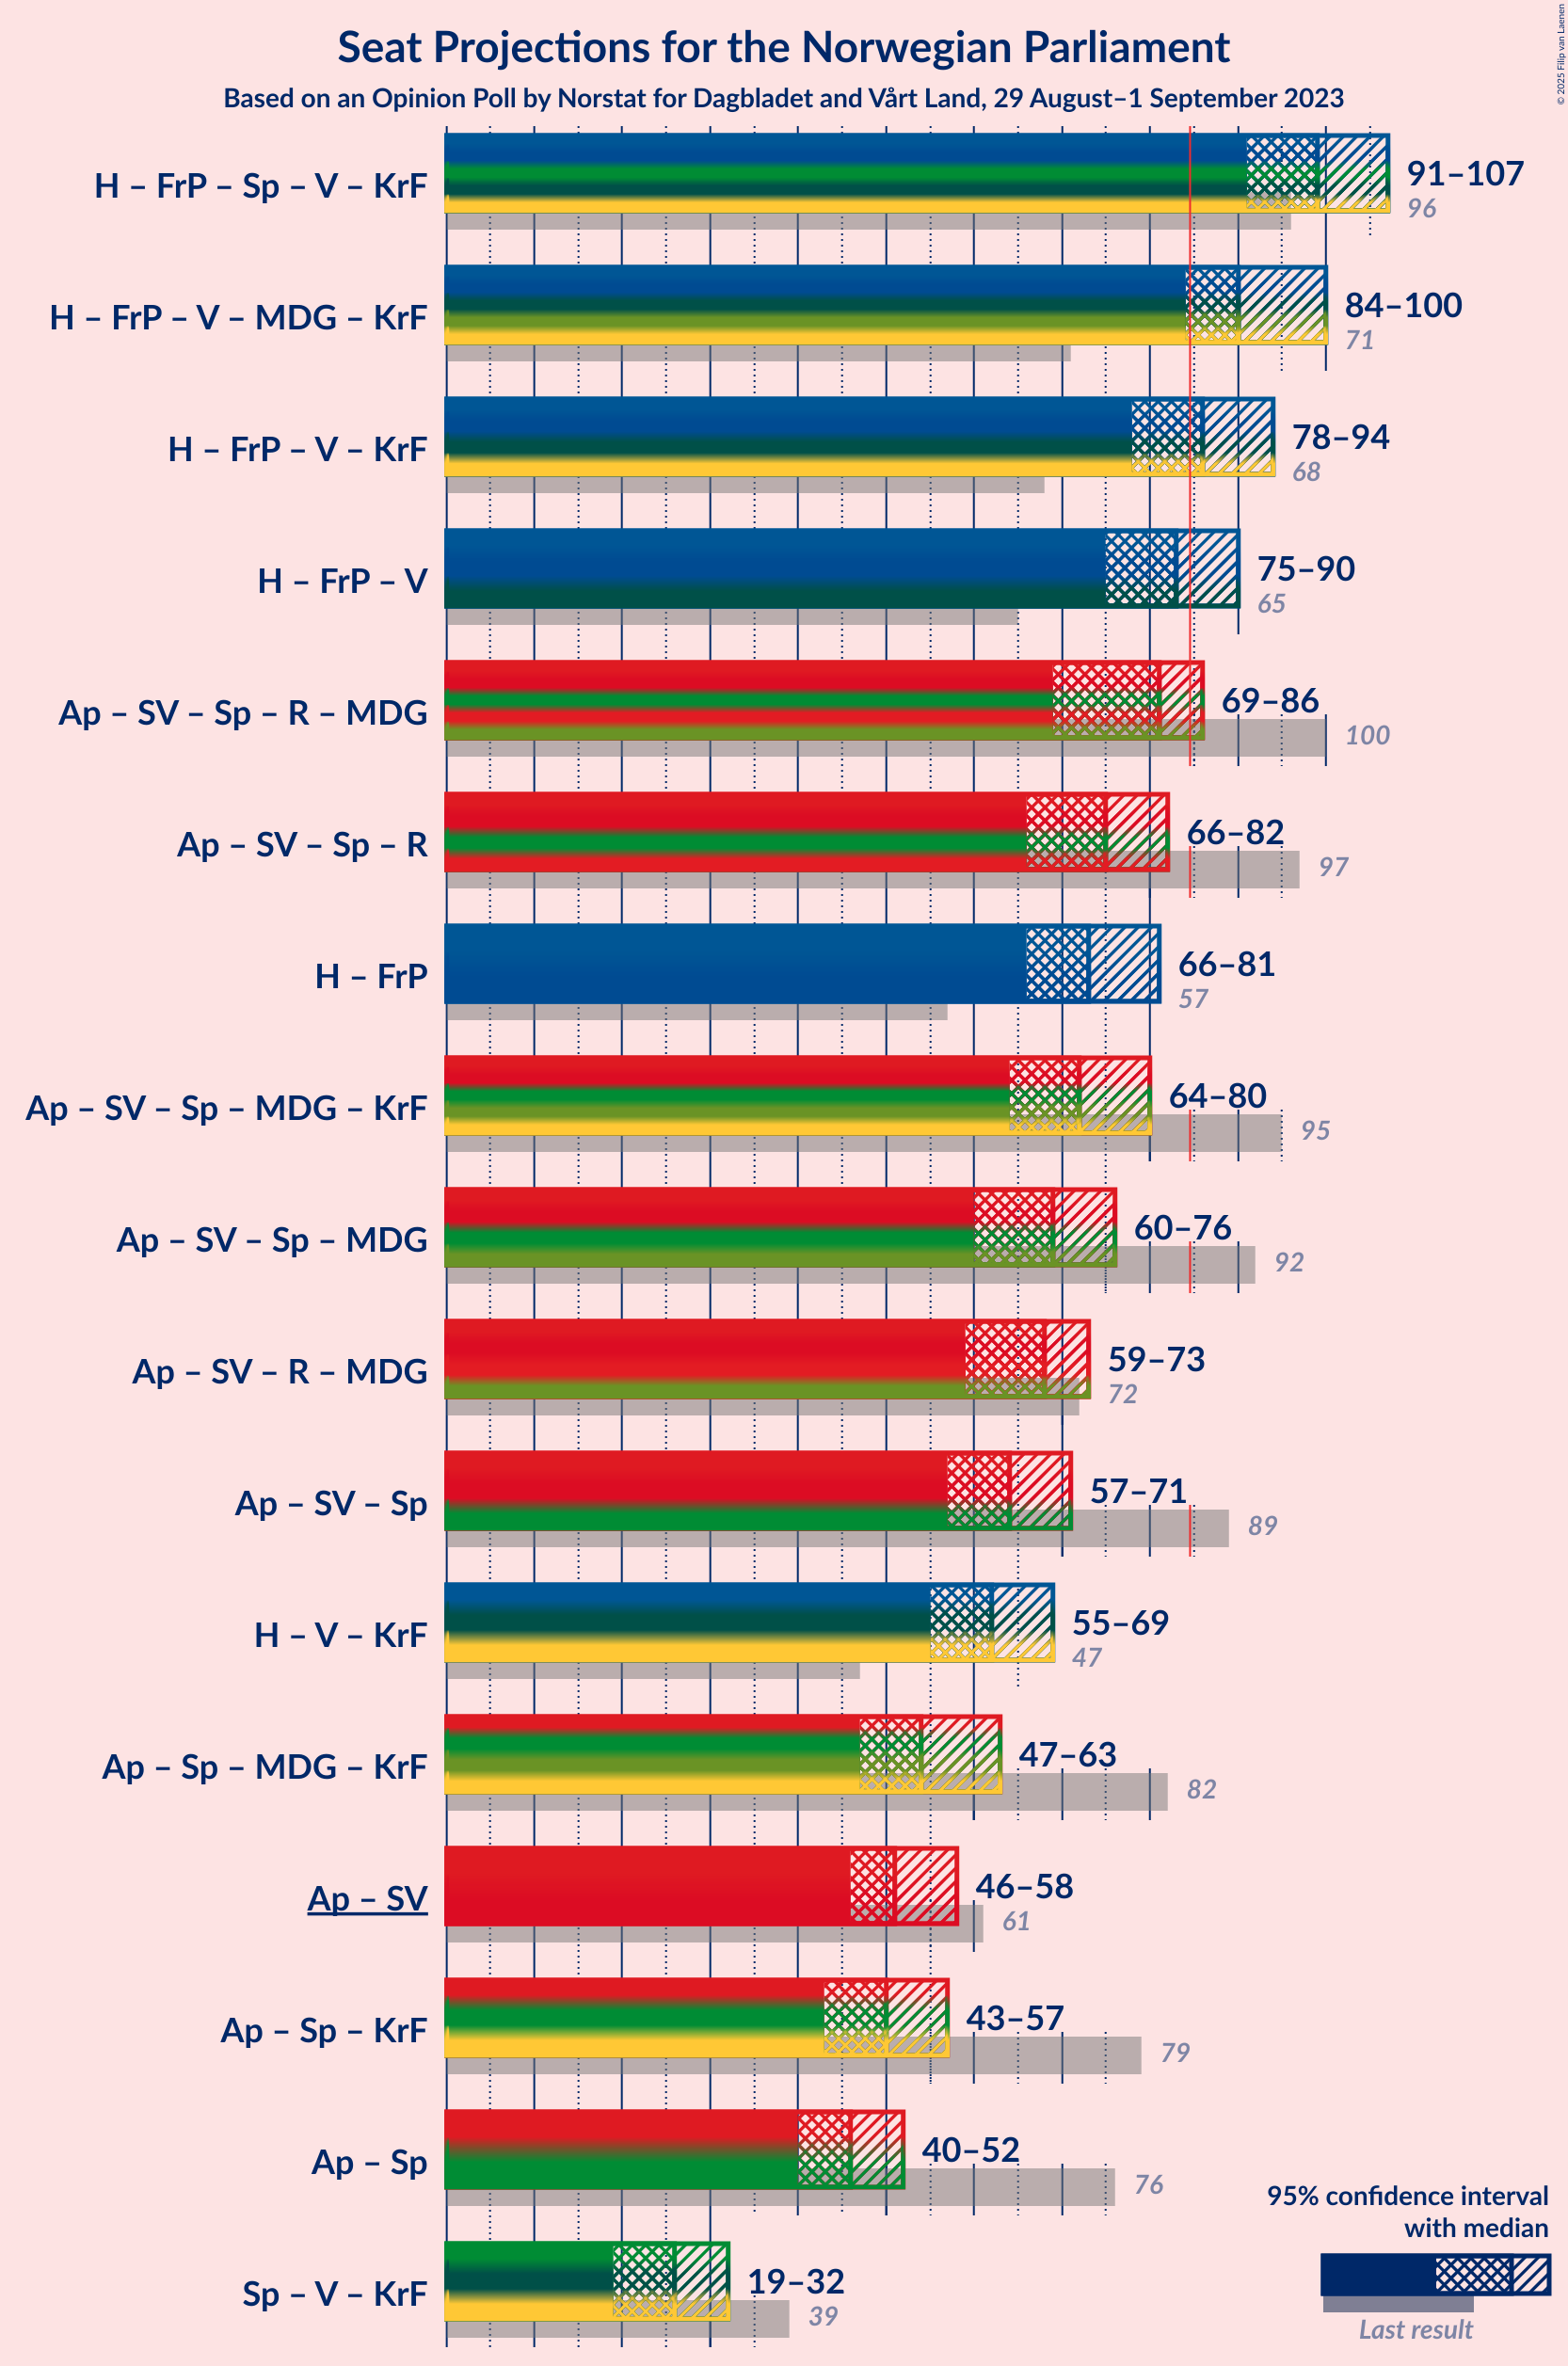 Seat Projections for the Norwegian Parliament
Based on an Opinion Poll by Norstat for Dagbladet and Vårt Land, 29 August–1 September 2023
© 2025 Filip van Laenen
H – FrP – Sp – V – KrF
91–107
96
H – FrP – V – MDG – KrF
84–100
71
H – FrP – V – KrF
78–94
68
H – FrP – V
75–90
65
Ap – SV – Sp – R – MDG
69–86
100
Ap – SV – Sp – R
66–82
97
H – FrP
66–81
57
Ap – SV – Sp – MDG – KrF
64–80
95
Ap – SV – Sp – MDG
60–76
92
Ap – SV – R – MDG
59–73
72
Ap – SV – Sp
57–71
89
H – V – KrF
55–69
47
Ap – Sp – MDG – KrF
47–63
82
Ap – SV
46–58
61
Ap – Sp – KrF
43–57
79
Ap – Sp
40–52
76
Sp – V – KrF
19–32
39
95% confidence interval
with median
Last result